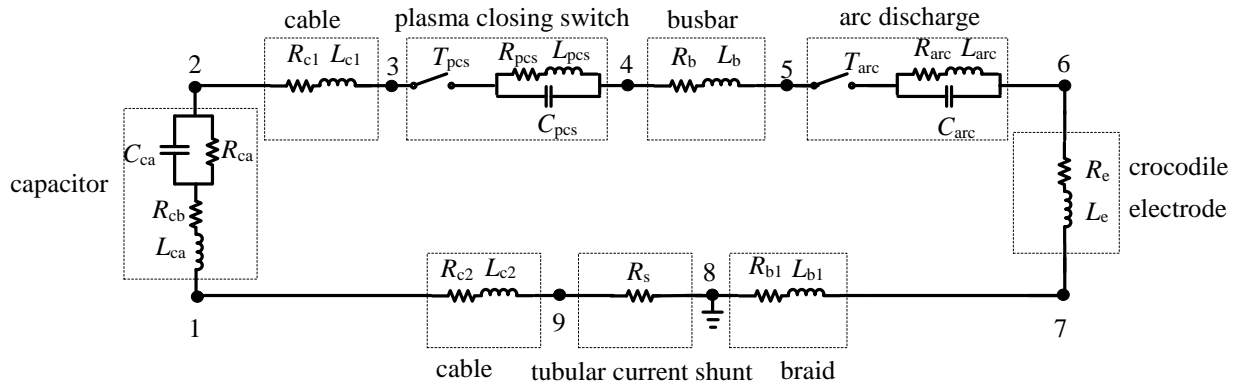 cable plasma closing switch busbar arc discharge
2 Rc1 Lc1 3 Tpcs Rpcs Lpcs 4 Rb Lb 5 Tarc Rarc Larc 6
Cpcs Carc
Cca Rca
capacitor
Rcb
Lca
Re crocodile
Le electrode
Rc2 Lc2 Rs 8 Rb1 Lb1
1 9 7
cable tubular current shunt braid